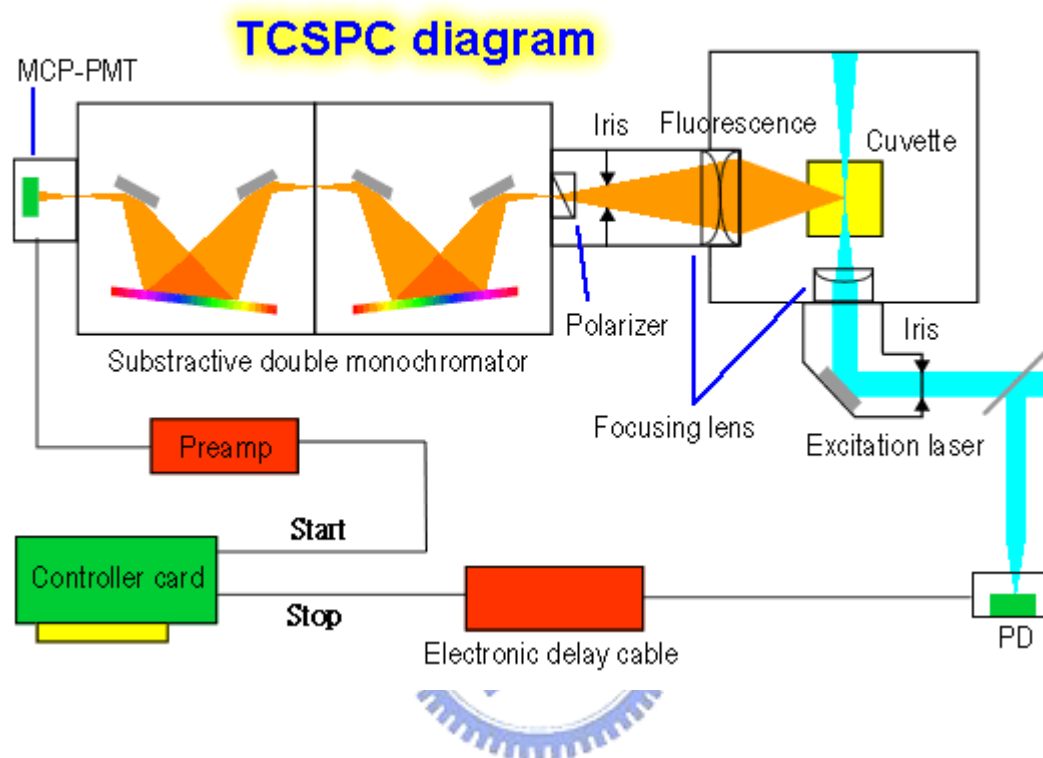 TCSPC diagram
MCP-PMT
Iris
Fluorescence
Cuvette
Polarizer
Iris
Substractive double monochromator
Focusing lens
Excitation laser
Preamp
Start
Controller card
Stop
Electronic delay cable
PD